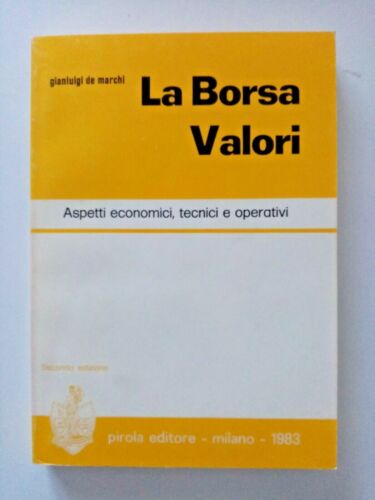 gianluigi de marchi
La Borsa
Valori
Aspetti economici, tecnici e operativi
Seconda edizione
pirola editore - milano - 1983